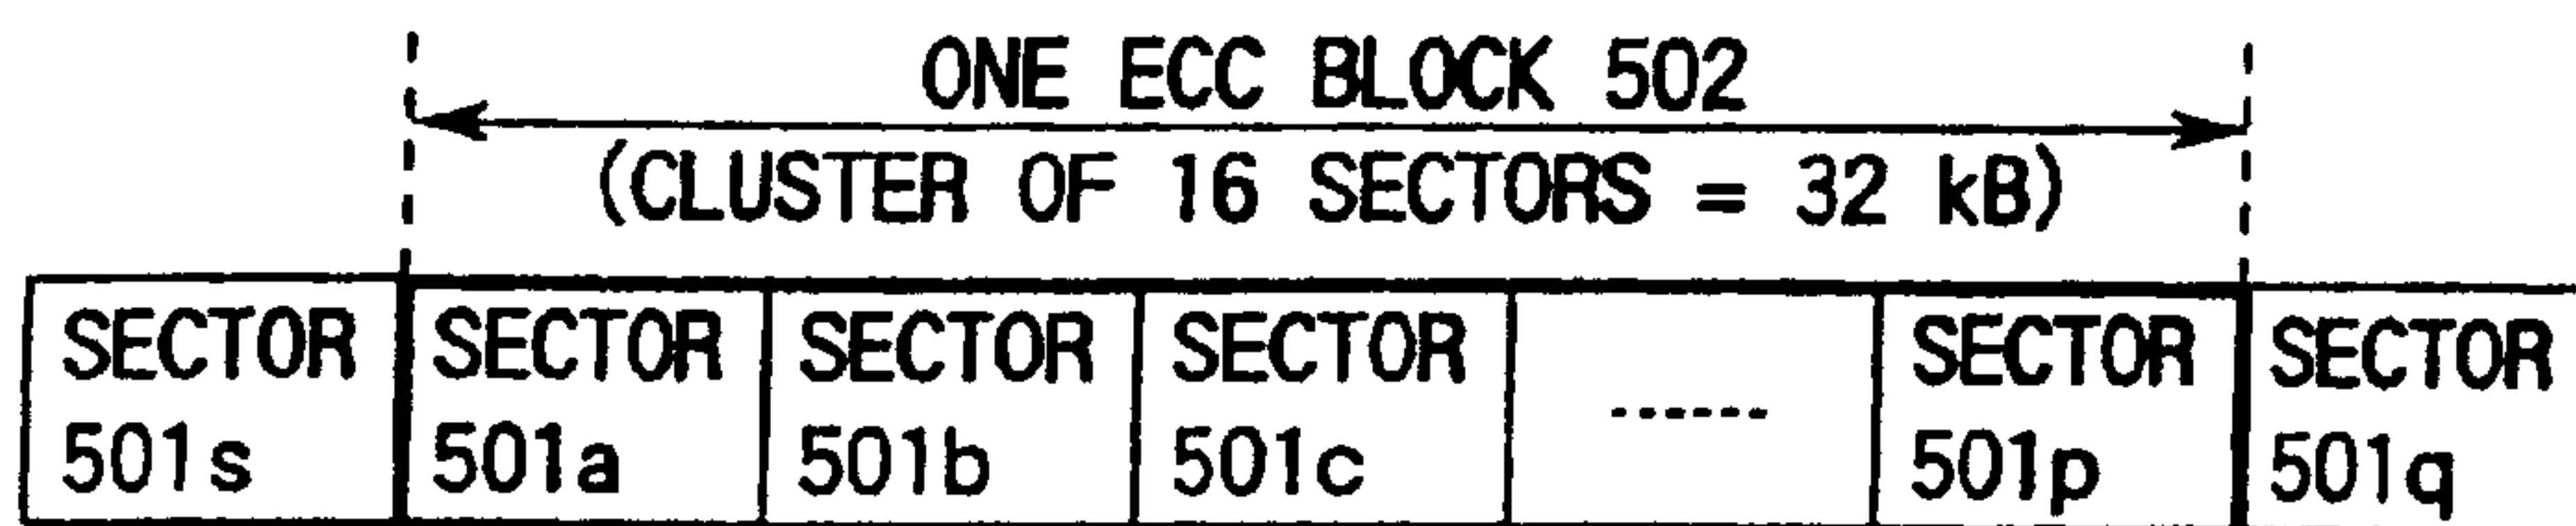 ONE ECC BLOCK 502
(CLUSTER OF 16 SECTORS = 32 kB)
SECTOR SECTOR SECTOR SECTOR ------ SECTOR SECTOR
501s 501a 501b 501c 501p 501q